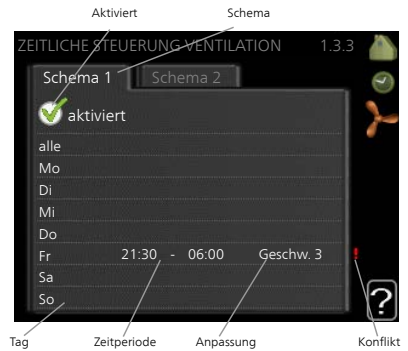 Aktiviert Schema
ZEITLICHE STEUERUNG VENTILATION 1.3.3
Schema 1 Schema 2
aktiviert
alle
Mo
Di
Mi
Do
Fr 21:30 - 06:00 Geschw. 3 !
Sa
So
?
Tag Zeitperiode Anpassung Konflikt